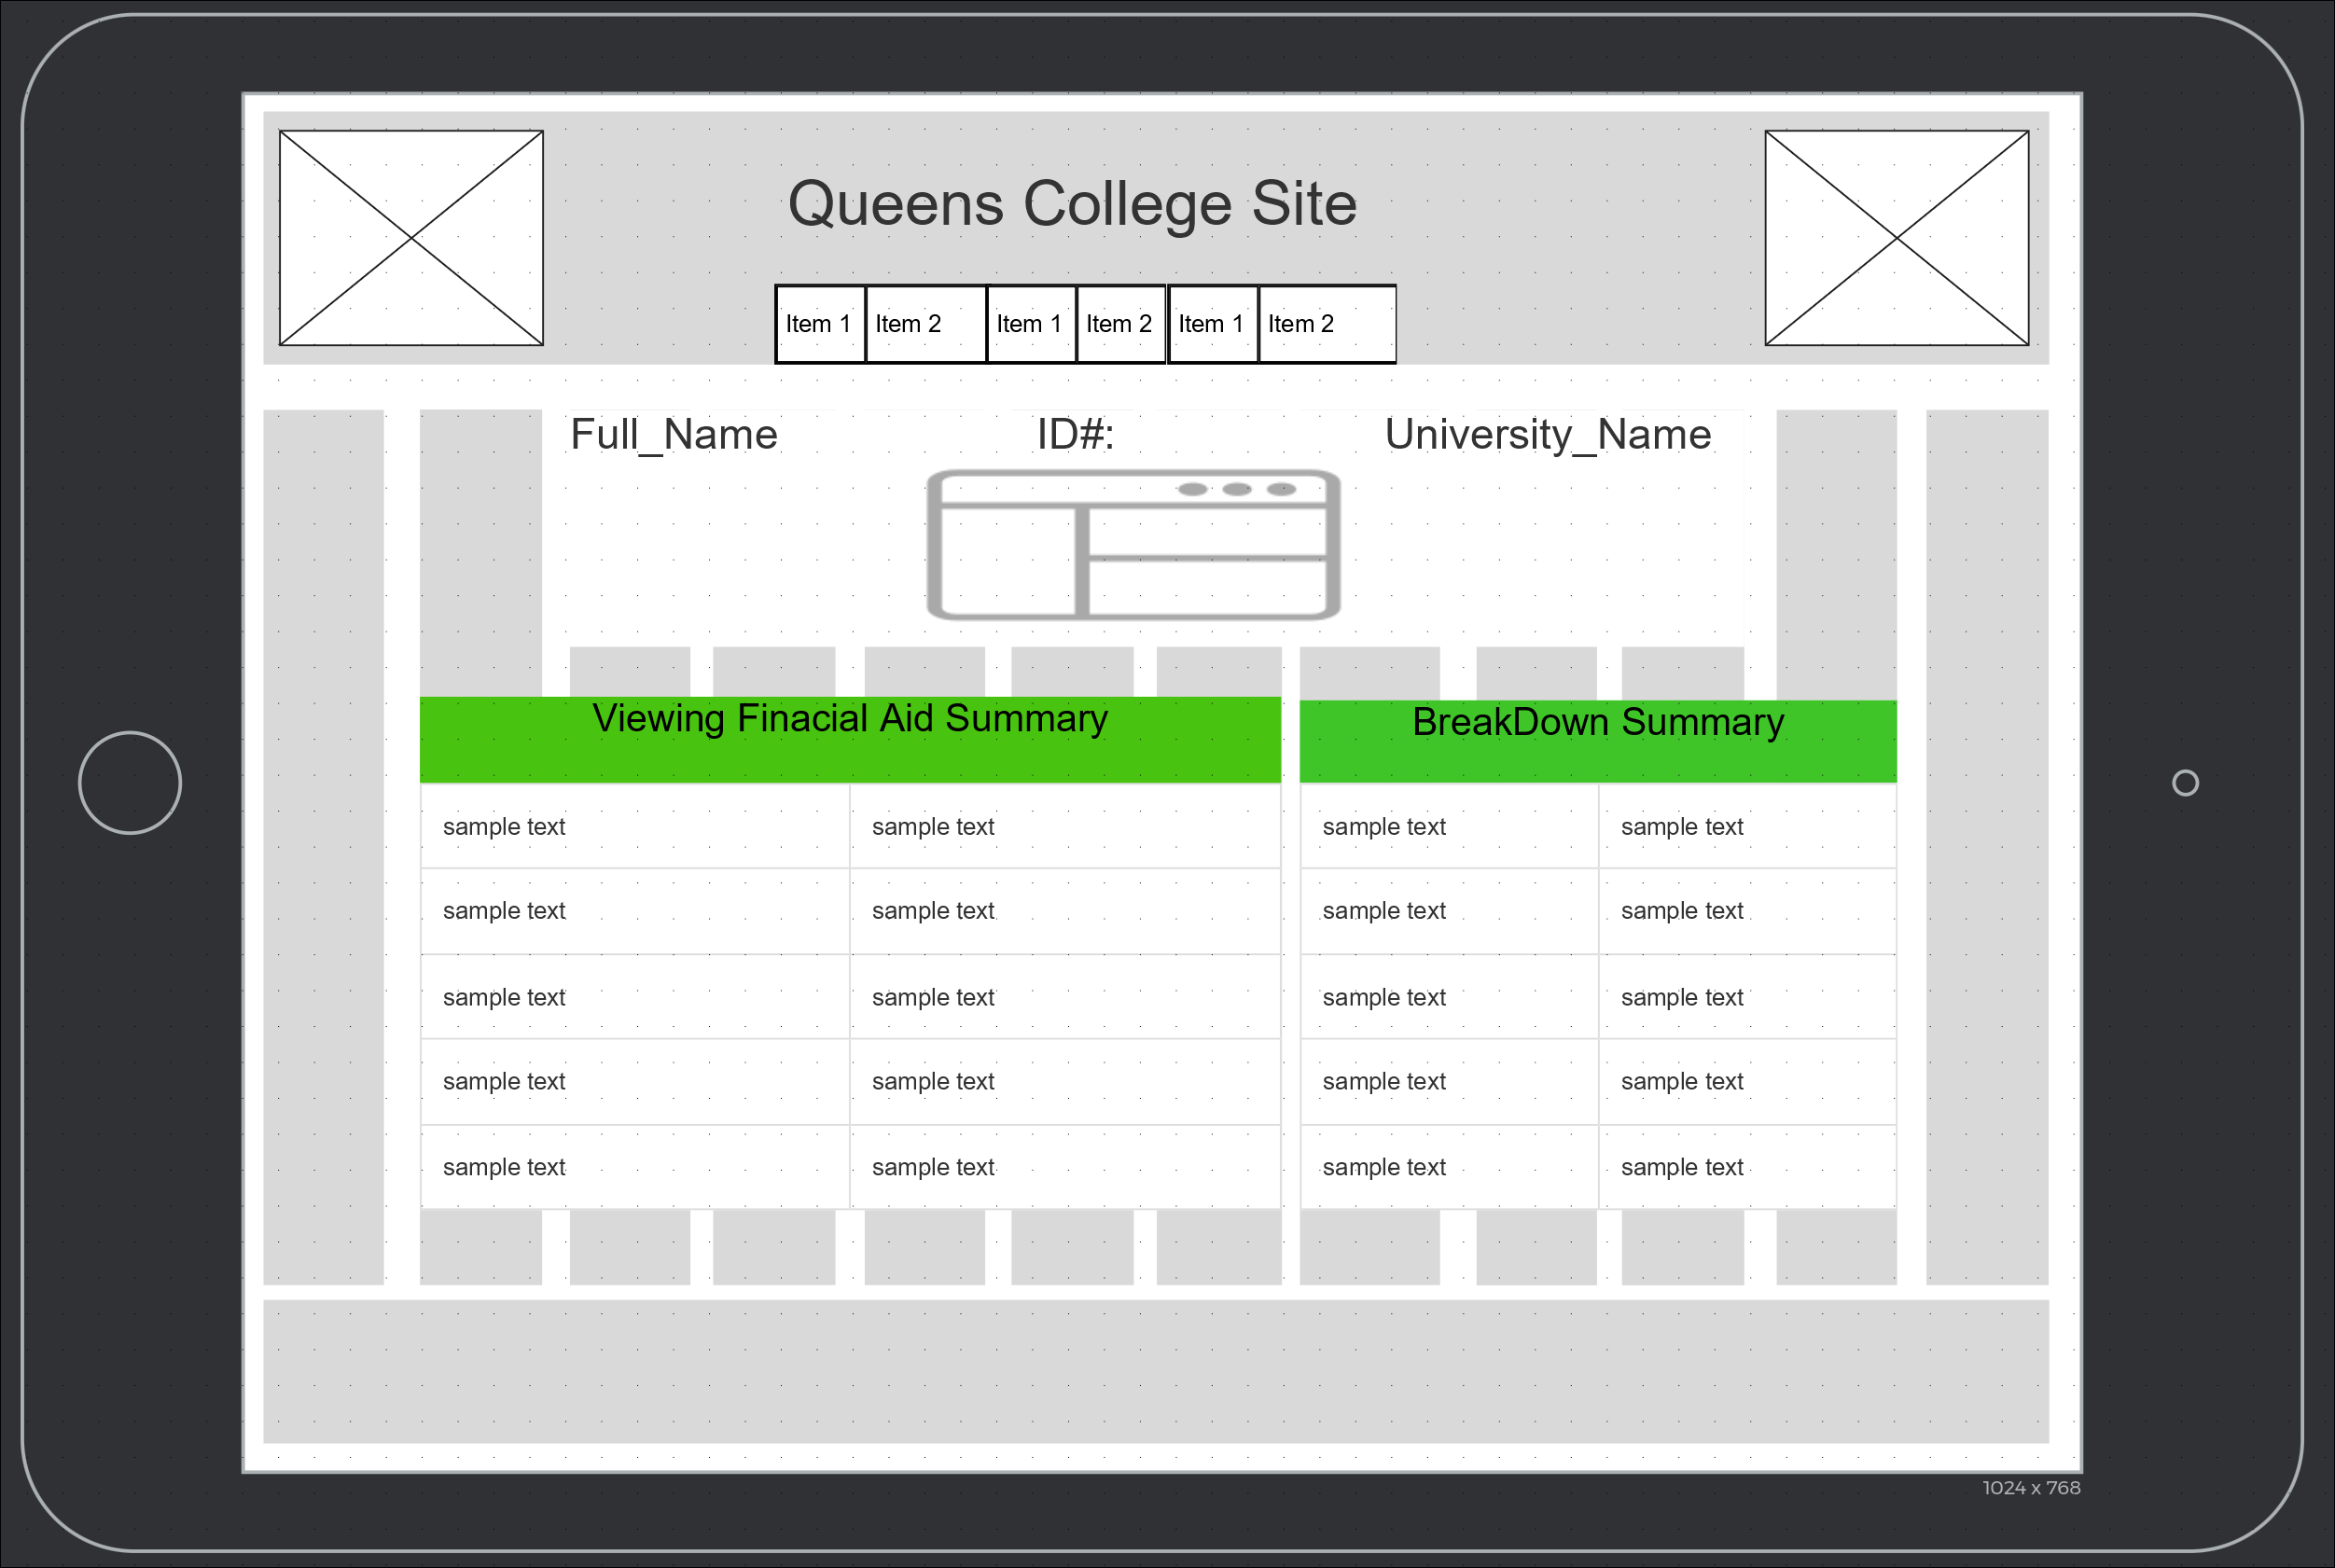 Queens College Site
Item 1 Item 2 Item 1 Item 2 Item 1 Item 2
Full_Name ID#: University_Name
Viewing Finacial Aid Summary BreakDown Summary
sample text sample text sample text sample text
sample text sample text sample text sample text
sample text sample text sample text sample text
sample text sample text sample text sample text
sample text sample text sample text sample text
1024 x 768